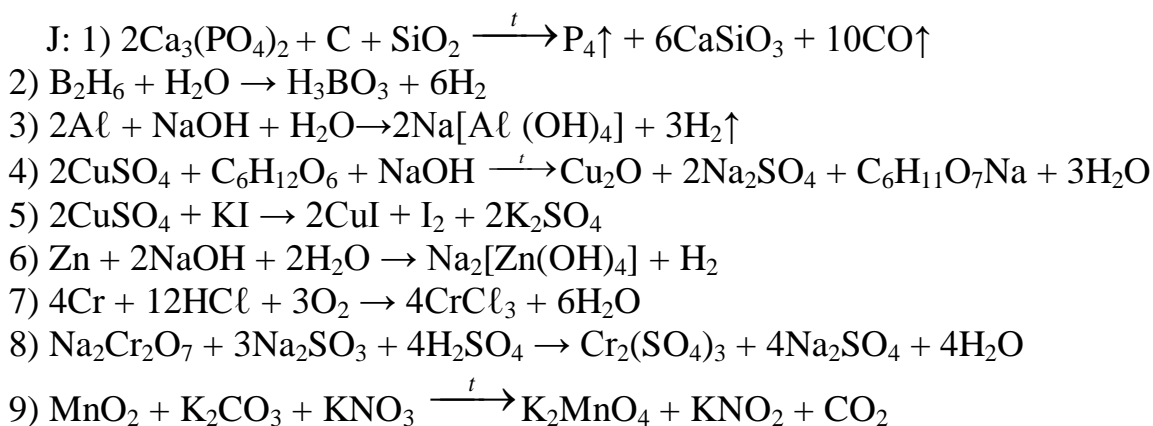 J: 1) 2Ca₃(PO₄)₂ + C + SiO₂ —t→ P₄↑ + 6CaSiO₃ + 10CO↑
2) B₂H₆ + H₂O → H₃BO₃ + 6H₂
3) 2Aℓ + NaOH + H₂O→2Na[Aℓ (OH)₄] + 3H₂↑
4) 2CuSO₄ + C₆H₁₂O₆ + NaOH —t→ Cu₂O + 2Na₂SO₄ + C₆H₁₁O₇Na + 3H₂O
5) 2CuSO₄ + KI → 2CuI + I₂ + 2K₂SO₄
6) Zn + 2NaOH + 2H₂O → Na₂[Zn(OH)₄] + H₂
7) 4Cr + 12HCℓ + 3O₂ → 4CrCℓ₃ + 6H₂O
8) Na₂Cr₂O₇ + 3Na₂SO₃ + 4H₂SO₄ → Cr₂(SO₄)₃ + 4Na₂SO₄ + 4H₂O
9) MnO₂ + K₂CO₃ + KNO₃ —t→ K₂MnO₄ + KNO₂ + CO₂